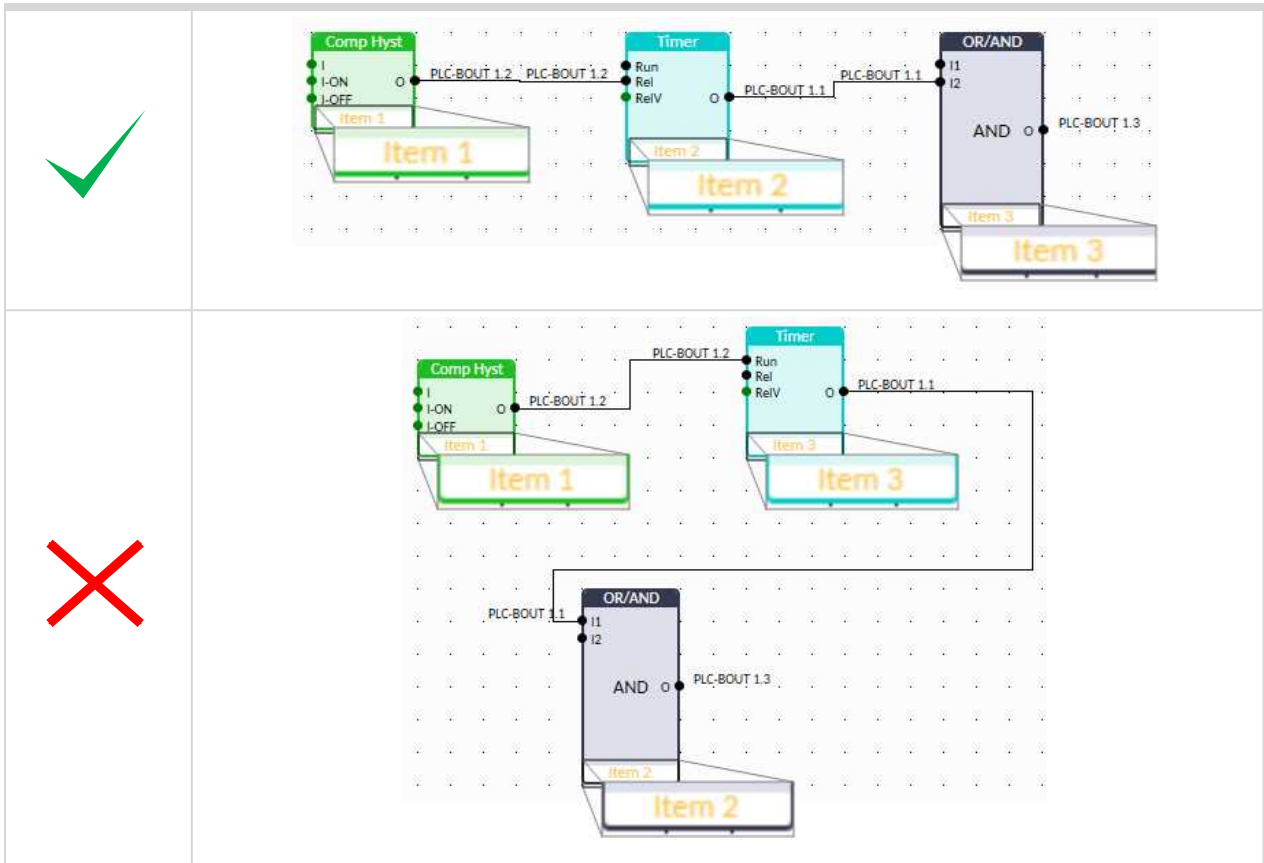 Comp Hyst
Timer
OR/AND
I
I-ON
I-OFF
O
PLC-BOUT 1.2
PLC-BOUT 1.2
Run
Rel
RelV
O
PLC-BOUT 1.1
PLC-BOUT 1.1
I1
I2
AND
O
PLC-BOUT 1.3
Item 1
Item 1
Item 2
Item 2
Item 3
Item 3
Timer
PLC-BOUT 1.2
Run
Rel
RelV
O
PLC-BOUT 1.1
Comp Hyst
I
I-ON
I-OFF
O
PLC-BOUT 1.2
Item 1
Item 1
Item 3
Item 3
OR/AND
PLC-BOUT 1.1
I1
I2
AND
O
PLC-BOUT 1.3
Item 2
Item 2